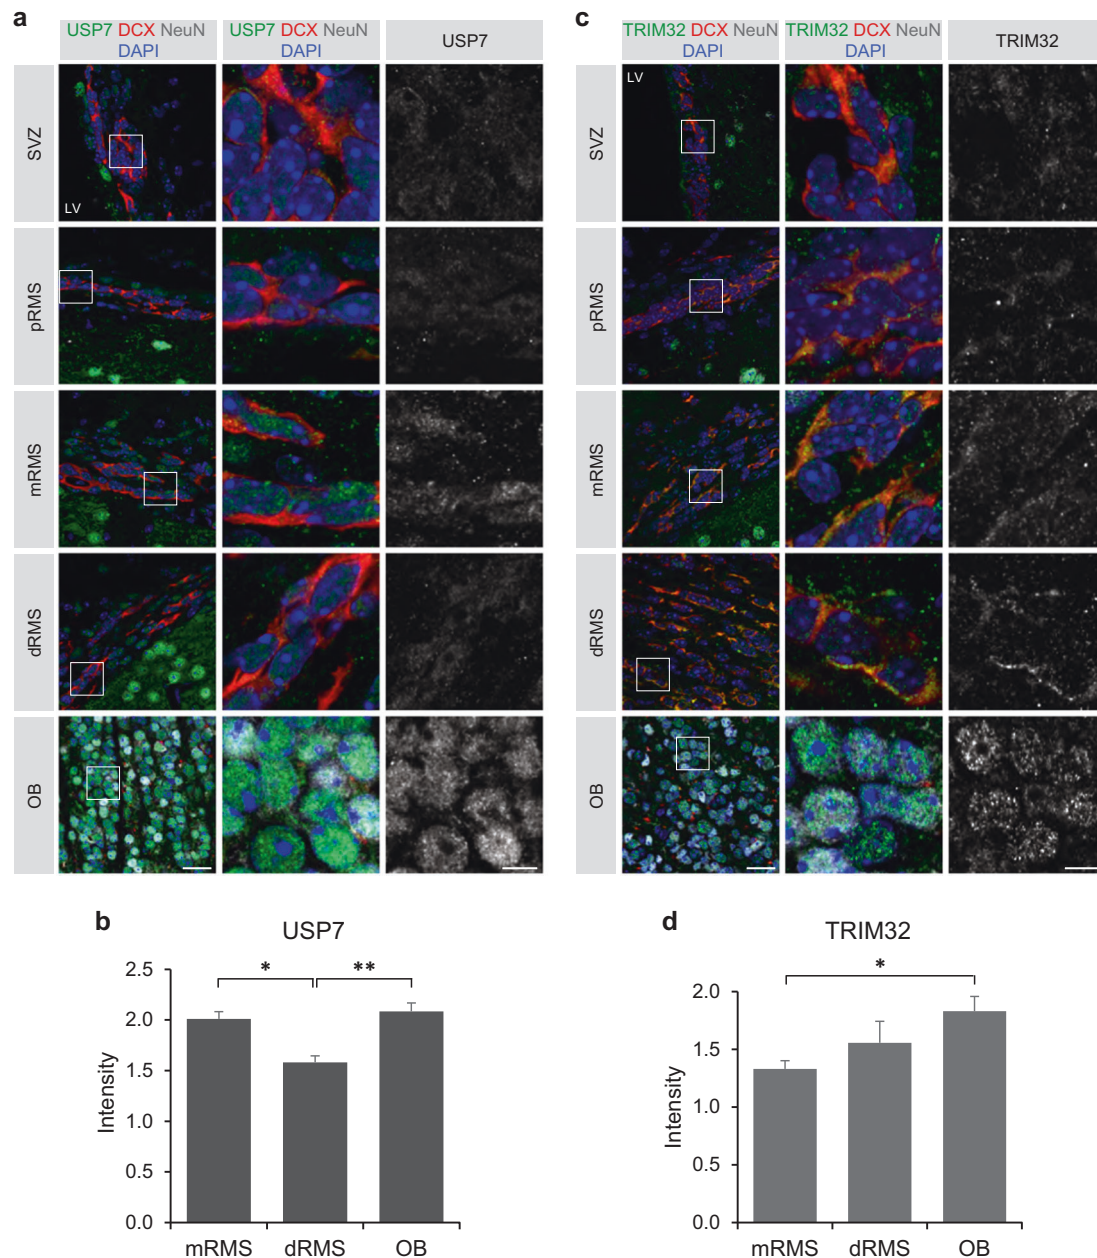 a
USP7 DCX NeuN
DAPI
USP7 DCX NeuN
DAPI
USP7
SVZ
LV
pRMS
mRMS
dRMS
OB
c
TRIM32 DCX NeuN
DAPI
TRIM32 DCX NeuN
DAPI
TRIM32
SVZ
LV
pRMS
mRMS
dRMS
OB
b
USP7
*
**
Intensity
2.5
2.0
1.5
1.0
0.5
0.0
mRMS
dRMS
OB
d
TRIM32
*
Intensity
2.0
1.5
1.0
0.5
0.0
mRMS
dRMS
OB